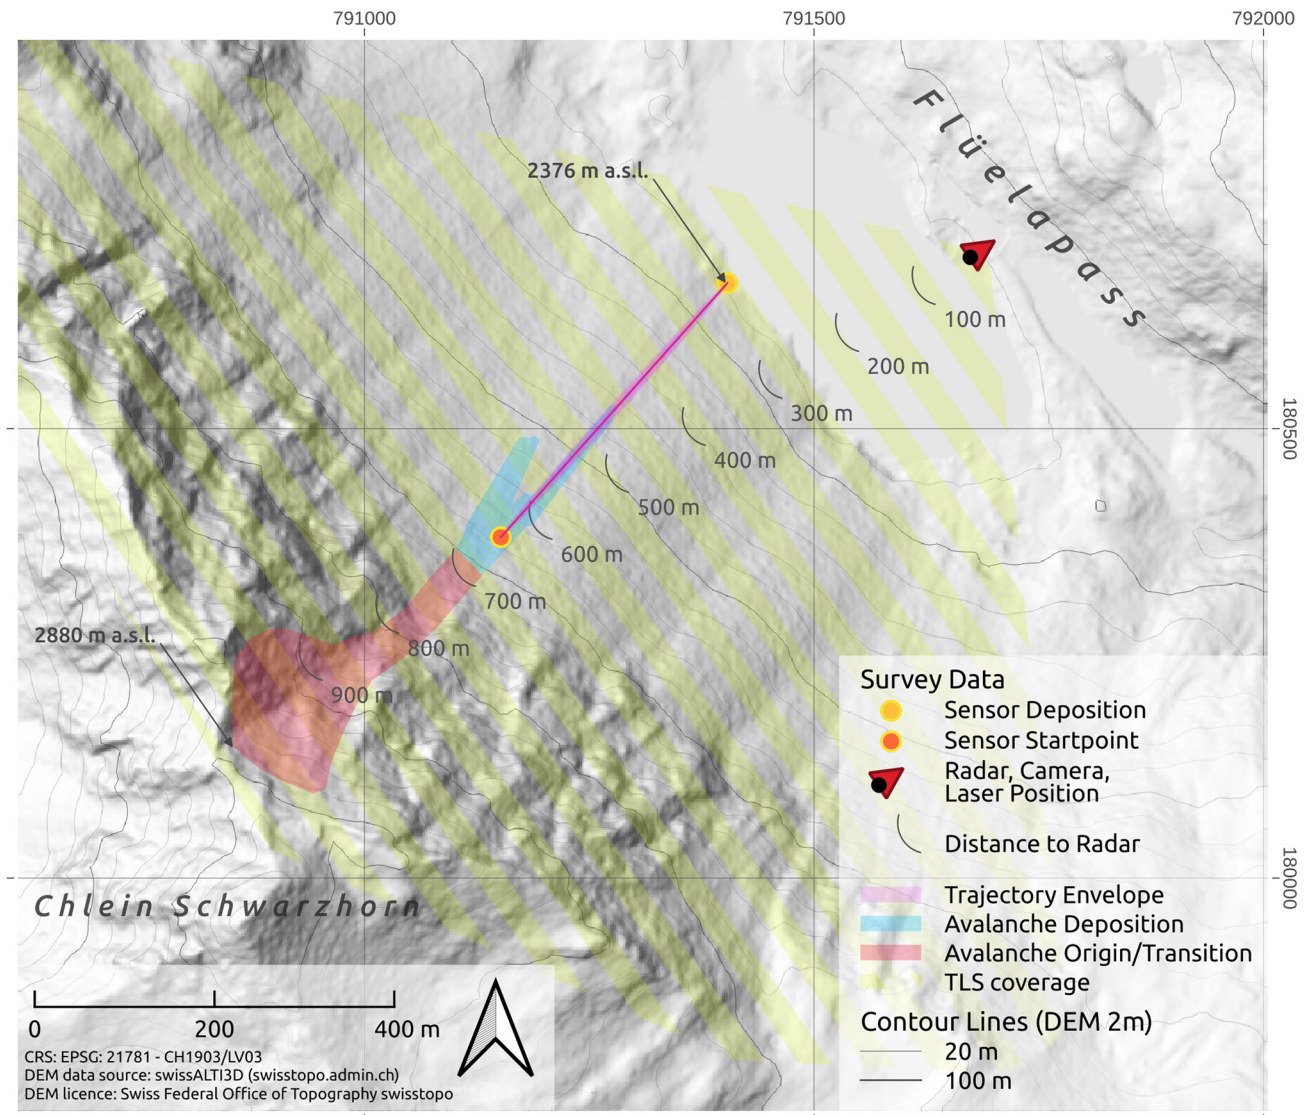 791000
791500
792000
Flüelapass
2376 m a.s.l.
100 m
200 m
300 m
180500
400 m
500 m
600 m
700 m
2880 m a.s.l.
800 m
900 m
Survey Data
Sensor Deposition
Sensor Startpoint
Radar, Camera,
Laser Position
Distance to Radar
180000
Chlein Schwarzhorn
Trajectory Envelope
Avalanche Deposition
Avalanche Origin/Transition
TLS coverage
Contour Lines (DEM 2m)
20 m
100 m
0 200 400 m
CRS: EPSG: 21781 - CH1903/LV03
DEM data source: swissALTI3D (swisstopo.admin.ch)
DEM licence: Swiss Federal Office of Topography swisstopo